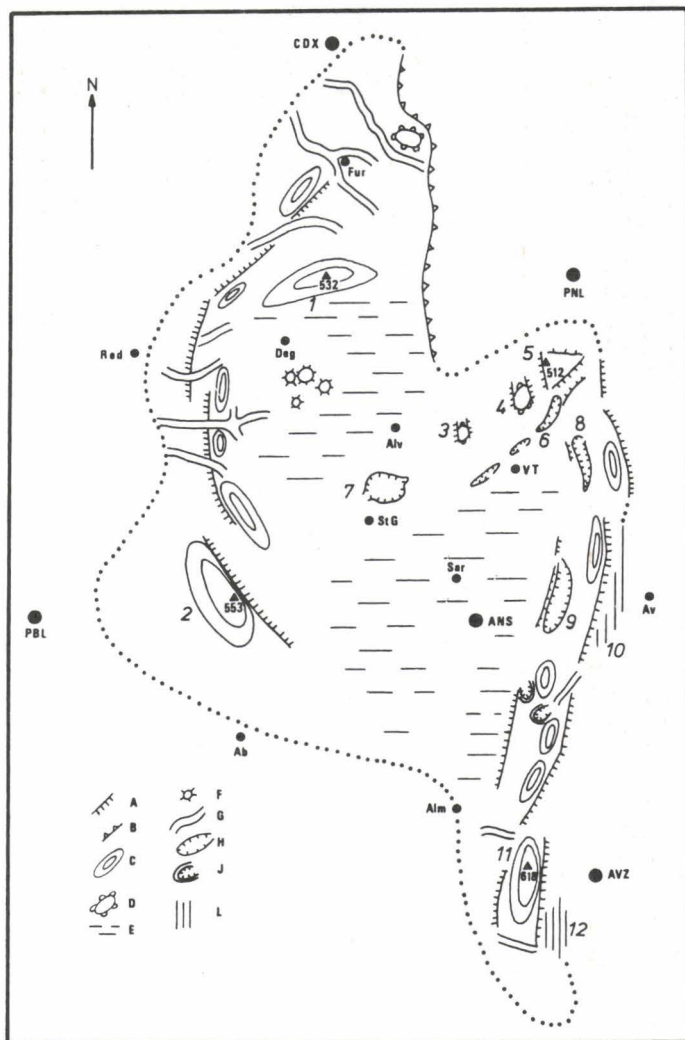 CDX
N
Fur
532
1
PNL
Red
Deg
5
512
4
3
6
8
Alv
VT
7
StG
Sar
553
2
ANS
9
Av
PBL
10
Ab
A
F
B
G
C
H
J
D
L
E
Alm
11
618
AVZ
12